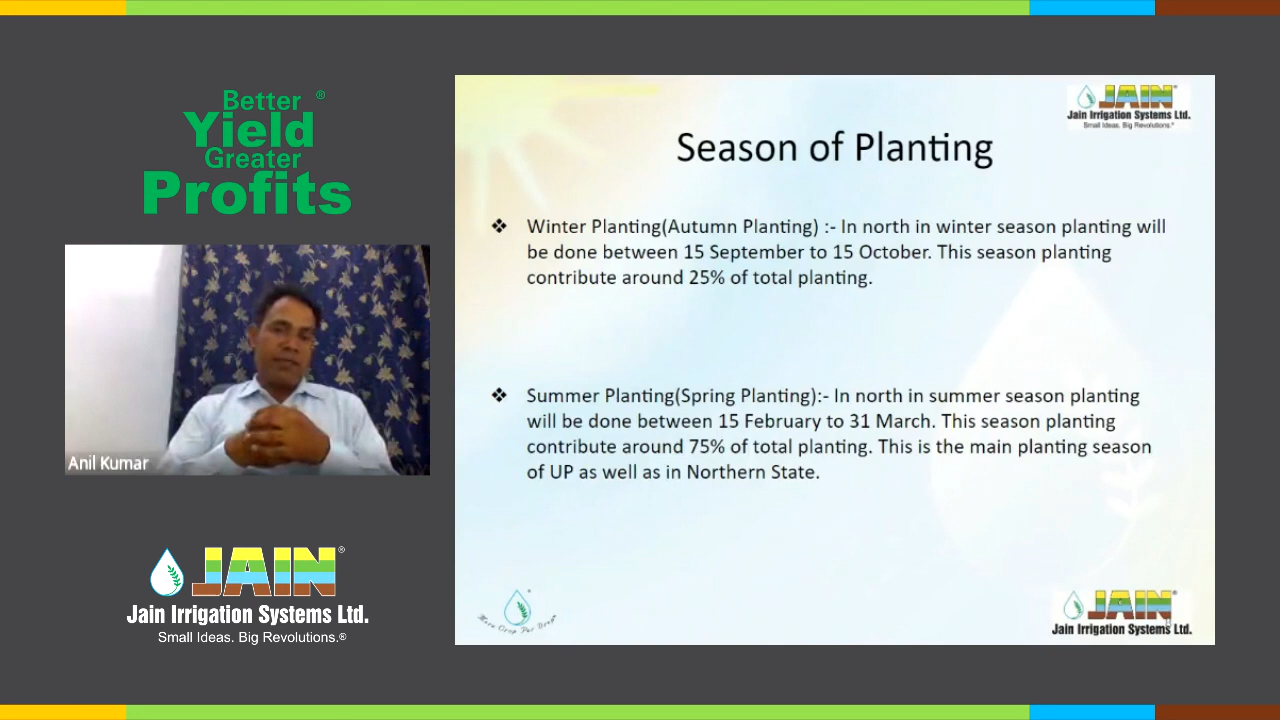 Better ®
Yield
Greater
Profits
Anil Kumar
JAIN®
Jain Irrigation Systems Ltd.
Small Ideas. Big Revolutions.®
JAIN®
Jain Irrigation Systems Ltd.
Small Ideas. Big Revolutions.®
Season of Planting
❖ Winter Planting(Autumn Planting) :- In north in winter season planting will
be done between 15 September to 15 October. This season planting
contribute around 25% of total planting.
❖ Summer Planting(Spring Planting):- In north in summer season planting
will be done between 15 February to 31 March. This season planting
contribute around 75% of total planting. This is the main planting season
of UP as well as in Northern State.
More Crop Per Drop®
JAIN®
Jain Irrigation Systems Ltd.